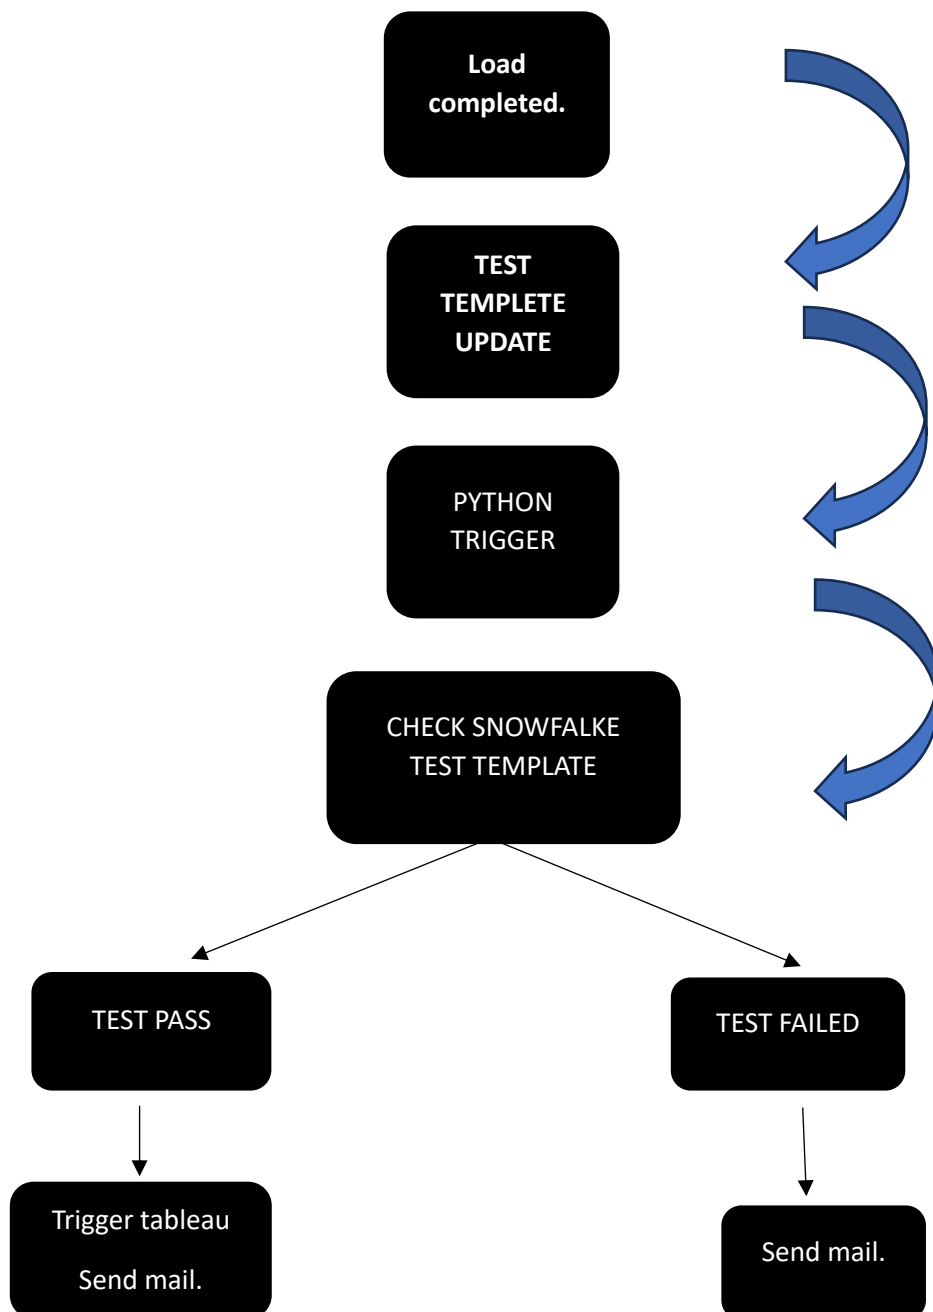 Load
completed.
TEST
TEMPLETE
UPDATE
PYTHON
TRIGGER
CHECK SNOWFALKE
TEST TEMPLATE
TEST PASS
TEST FAILED
Trigger tableau
Send mail.
Send mail.